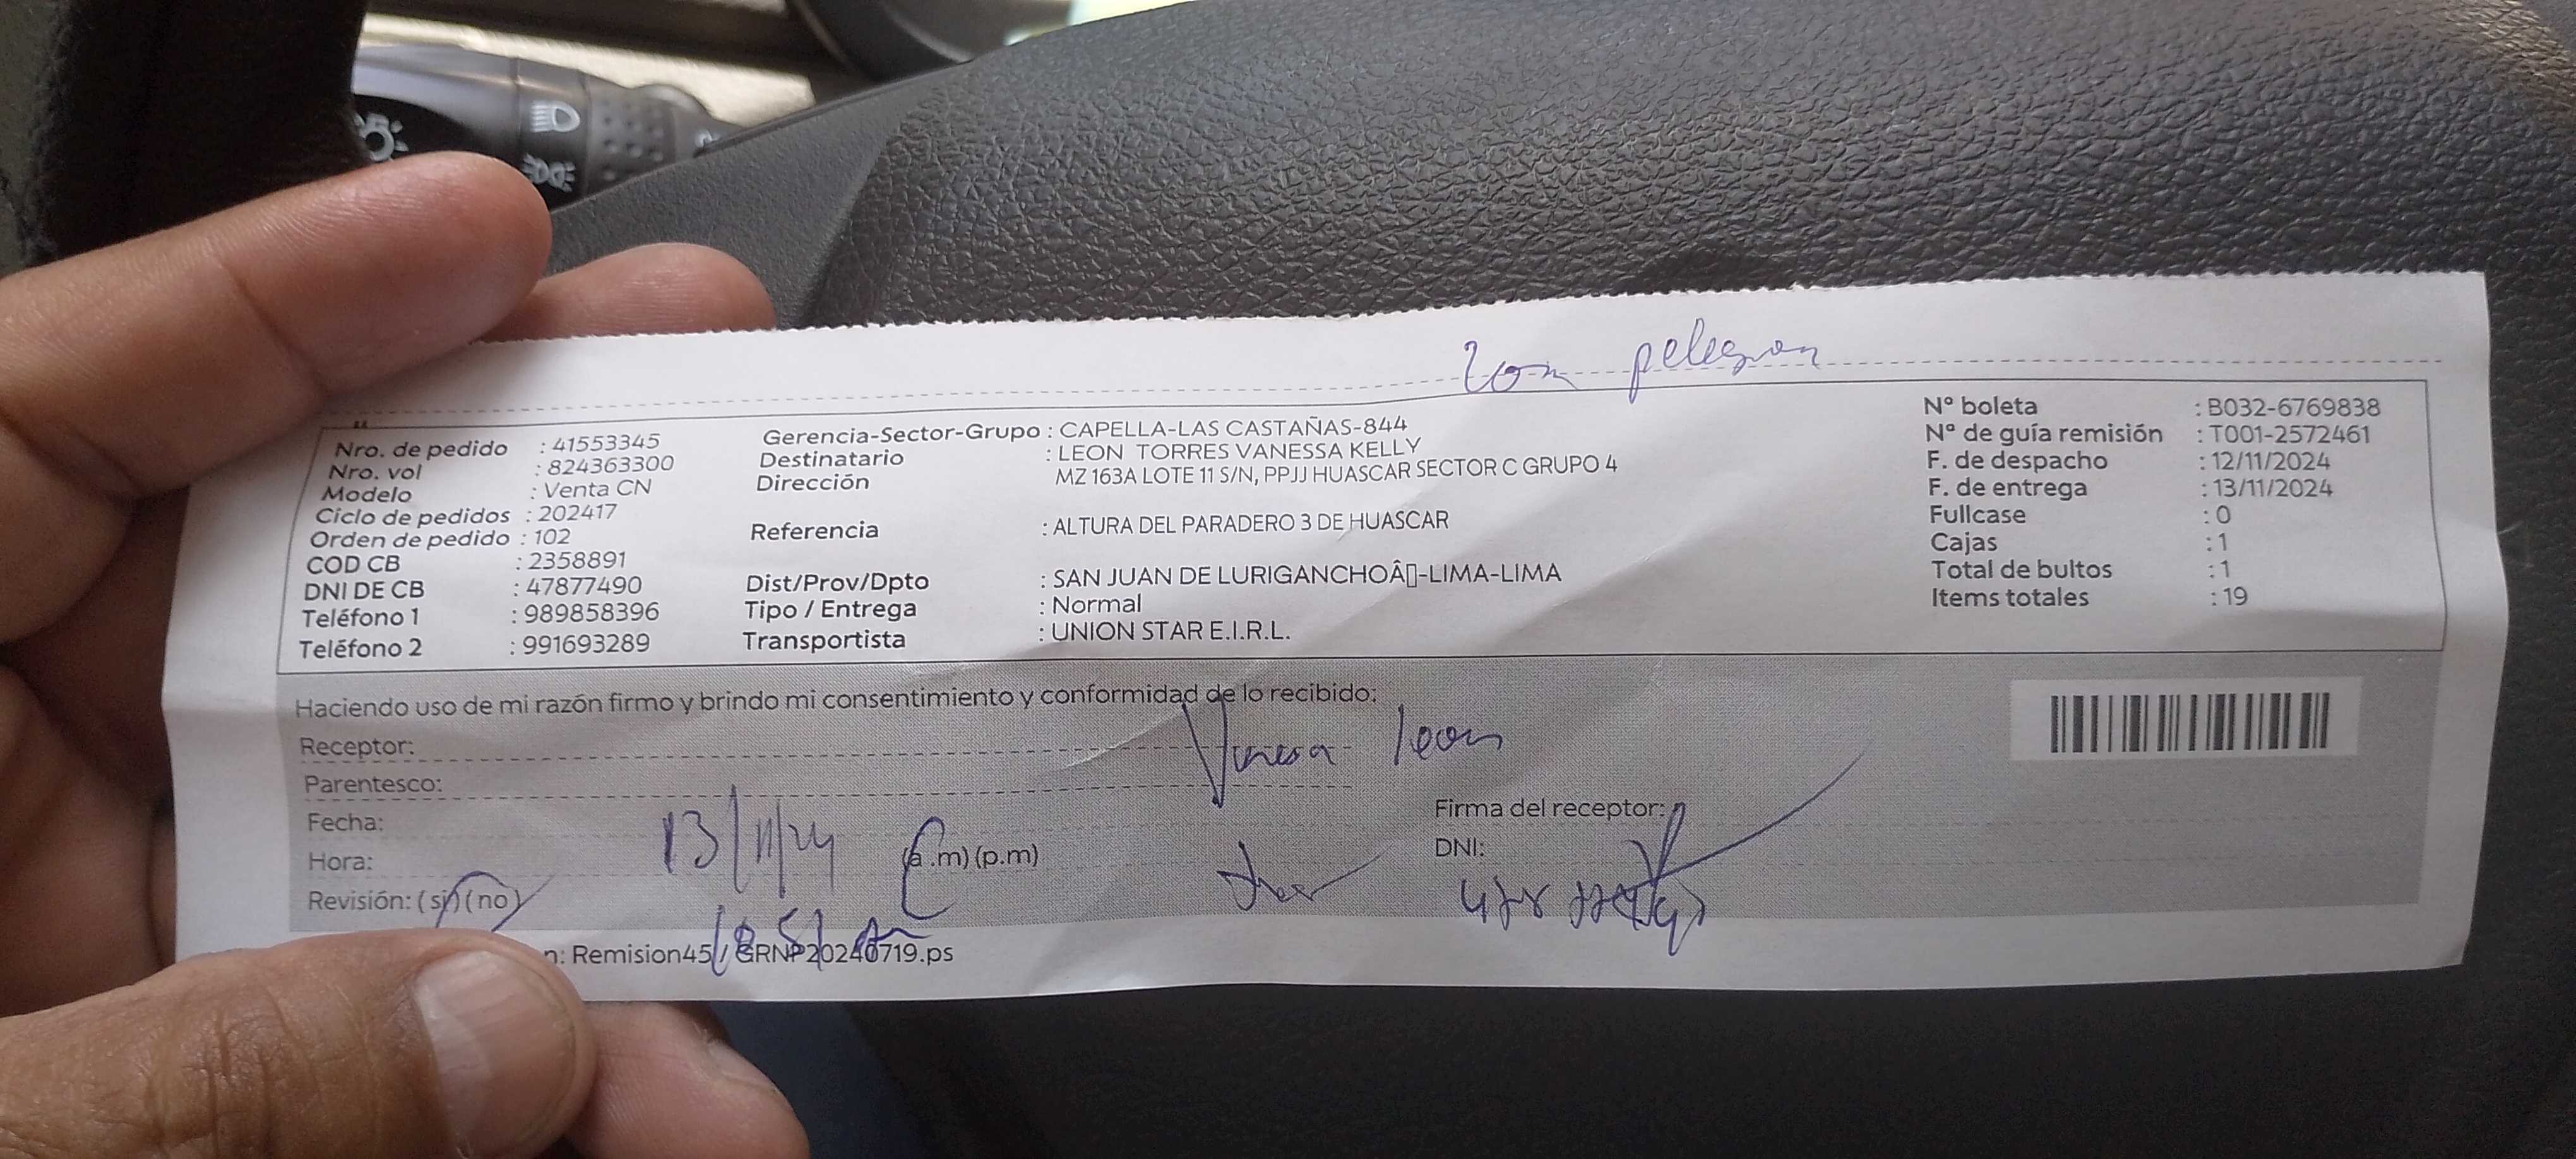 Zona peligrosa
Nro. de pedido : 41553345
Nro. vol : 824363300
Modelo : Venta CN
Ciclo de pedidos : 202417
Orden de pedido : 102
COD CB : 2358891
DNI DE CB : 47877490
Teléfono 1 : 989858396
Teléfono 2 : 991693289
Gerencia-Sector-Grupo : CAPELLA-LAS CASTAÑAS-844
Destinatario : LEON TORRES VANESSA KELLY
Dirección MZ 163A LOTE 11 S/N, PPJJ HUASCAR SECTOR C GRUPO 4
Referencia : ALTURA DEL PARADERO 3 DE HUASCAR
Dist/Prov/Dpto : SAN JUAN DE LURIGANCHOÂ▯-LIMA-LIMA
Tipo / Entrega : Normal
Transportista : UNION STAR E.I.R.L.
N° boleta : B032-6769838
N° de guía remisión : T001-2572461
F. de despacho : 12/11/2024
F. de entrega : 13/11/2024
Fullcase : 0
Cajas : 1
Total de bultos : 1
Items totales : 19
Haciendo uso de mi razón firmo y brindo mi consentimiento y conformidad de lo recibido:
Receptor: Vanesa Leon
Parentesco:
Fecha: 13/11/24
Hora: (a .m) (p.m)
Revisión: (si) (no)
Firma del receptor:
DNI:
n: Remision45 / GRNP20240719.ps